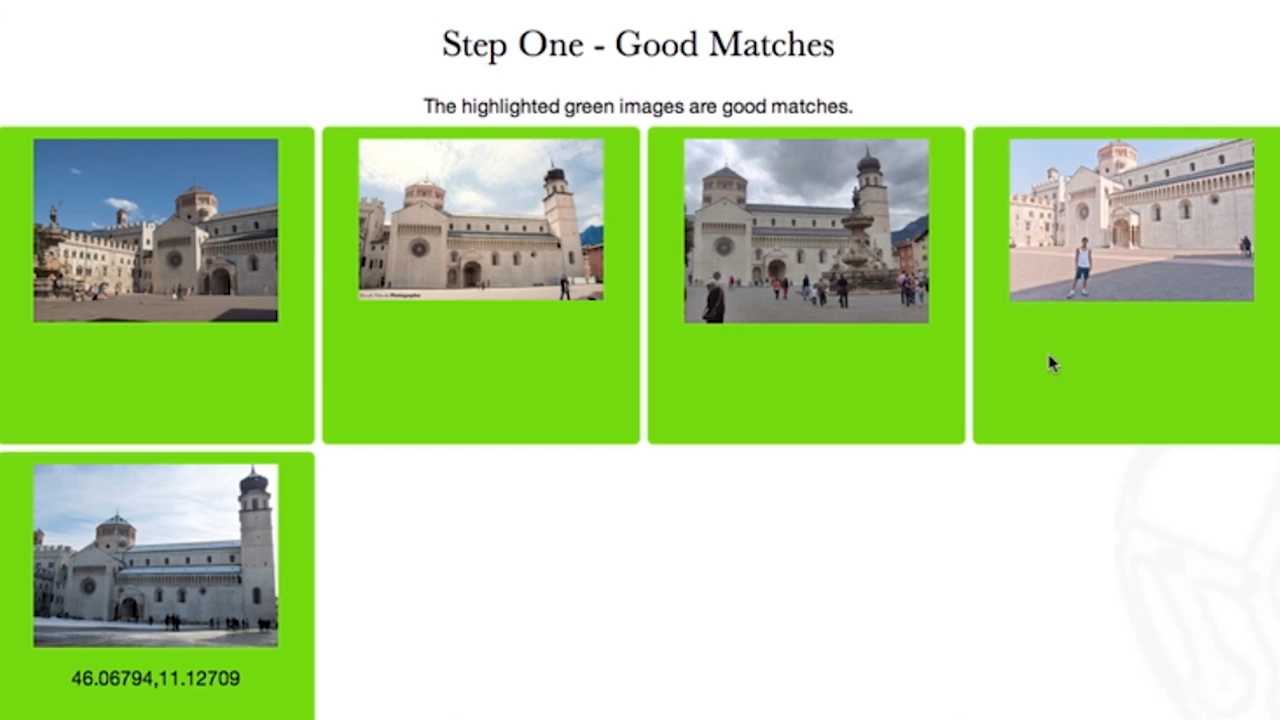 Step One - Good Matches
The highlighted green images are good matches.
46.06794,11.12709